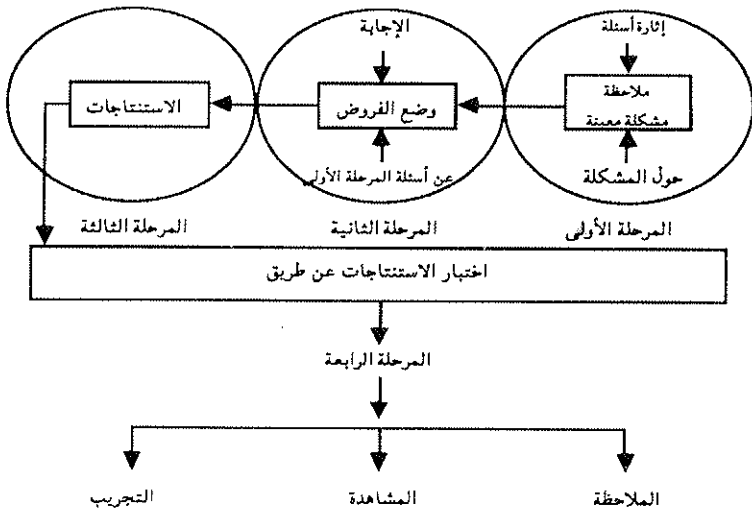 إثارة أسئلة
ملاحظة
مشكلة معينة
حول المشكلة
المرحلة الأولى
الإجابة
وضع الفروض
عن أسئلة المرحلة الأولى
المرحلة الثانية
الاستنتاجات
المرحلة الثالثة
اختبار الاستنتاجات عن طريق
المرحلة الرابعة
الملاحظة
المشاهدة
التجريب